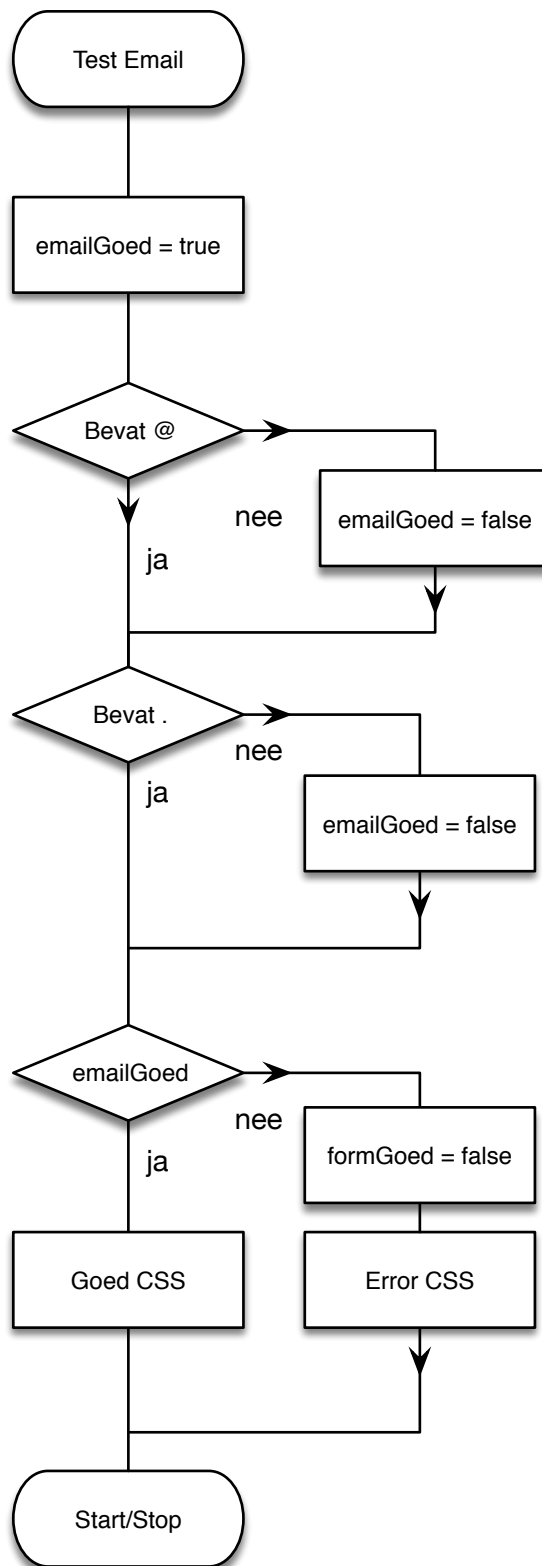 Test Email
emailGoed = true
Bevat @
nee
emailGoed = false
ja
Bevat .
nee
ja
emailGoed = false
emailGoed
nee
formGoed = false
ja
Goed CSS
Error CSS
Start/Stop